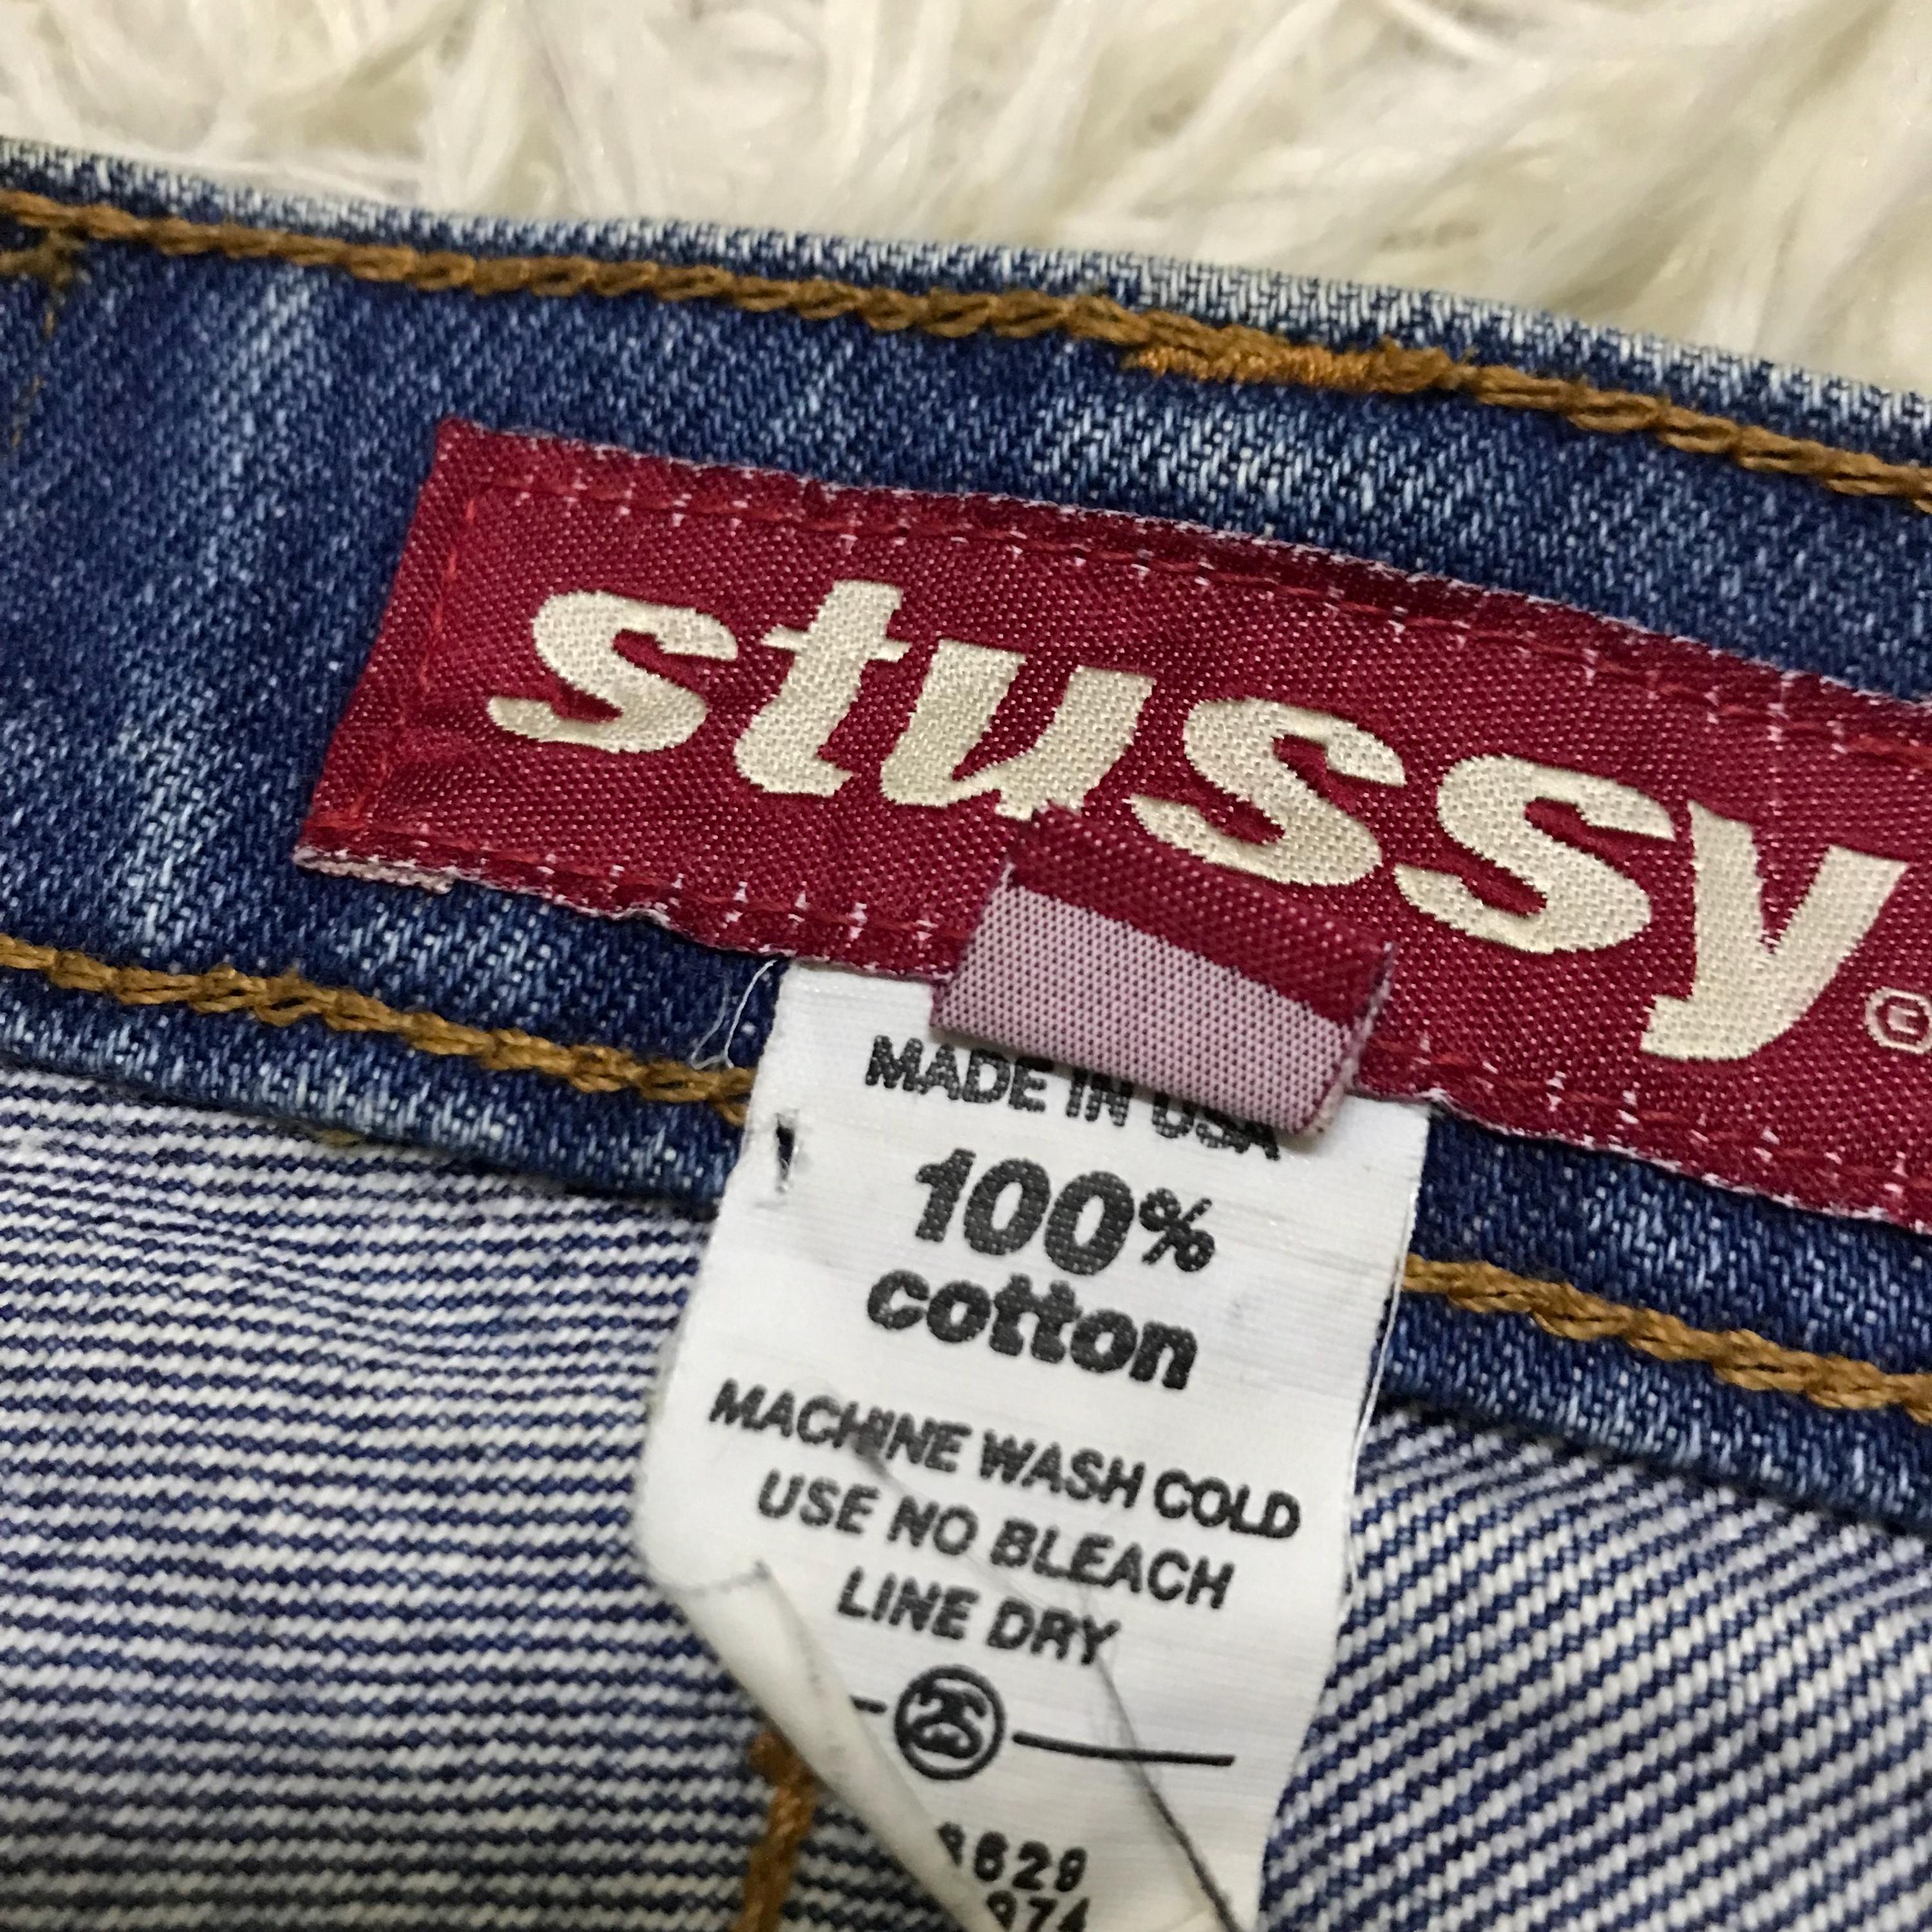 stussy®
MADE IN USA
100%
cotton
MACHINE WASH COLD
USE NO BLEACH
LINE DRY